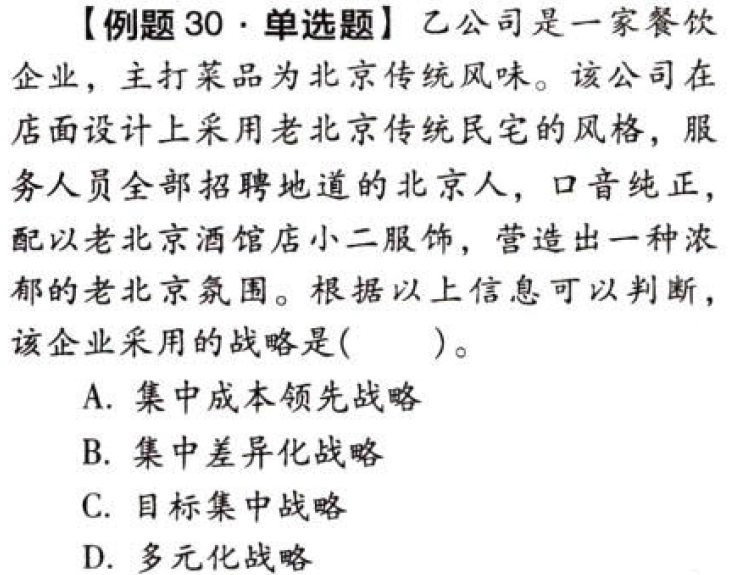 【例题 30 · 单选题】乙公司是一家餐饮
企业，主打菜品为北京传统风味。该公司在
店面设计上采用老北京传统民宅的风格，服
务人员全部招聘地道的北京人，口音纯正，
配以老北京酒馆店小二服饰，营造出一种浓
郁的老北京氛围。根据以上信息可以判断，
该企业采用的战略是(　　)。
A. 集中成本领先战略
B. 集中差异化战略
C. 目标集中战略
D. 多元化战略